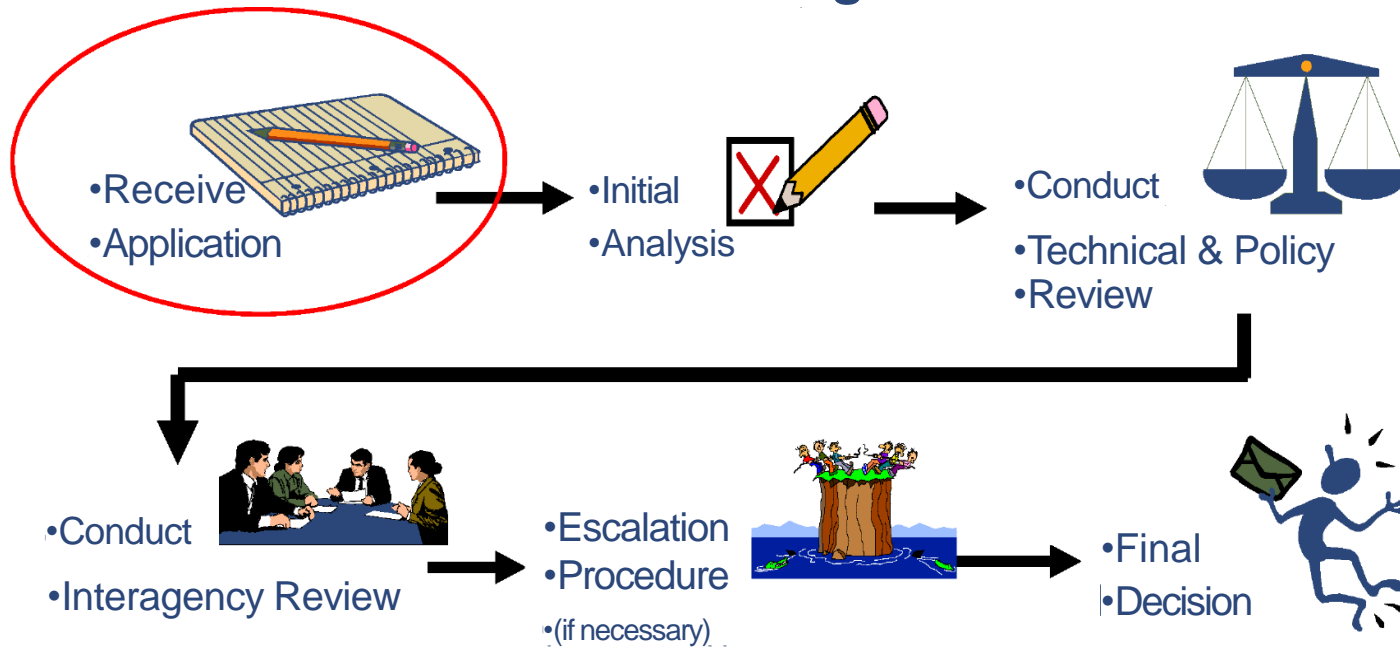 •Receive
•Application
•Initial
•Analysis
•Conduct
•Technical & Policy
•Review
•Conduct
•Interagency Review
•Escalation
•Procedure
•(if necessary)
•Final
•Decision